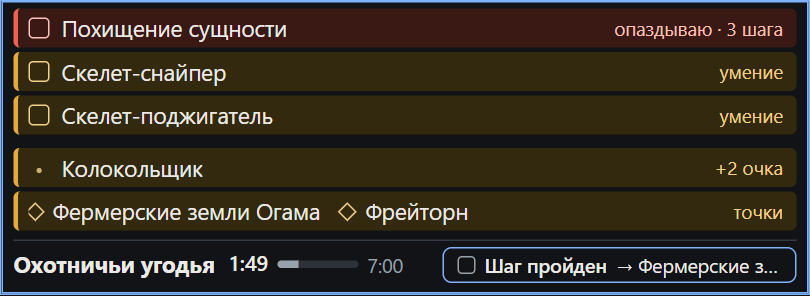 Похищение сущности опаздываю · 3 шага
Скелет-снайпер умение
Скелет-поджигатель умение
• Колокольщик +2 очка
◇ Фермерские земли Огама ◇ Фрейторн точки
Охотничьи угодья 1:49 7:00 Шаг пройден → Фермерские з...